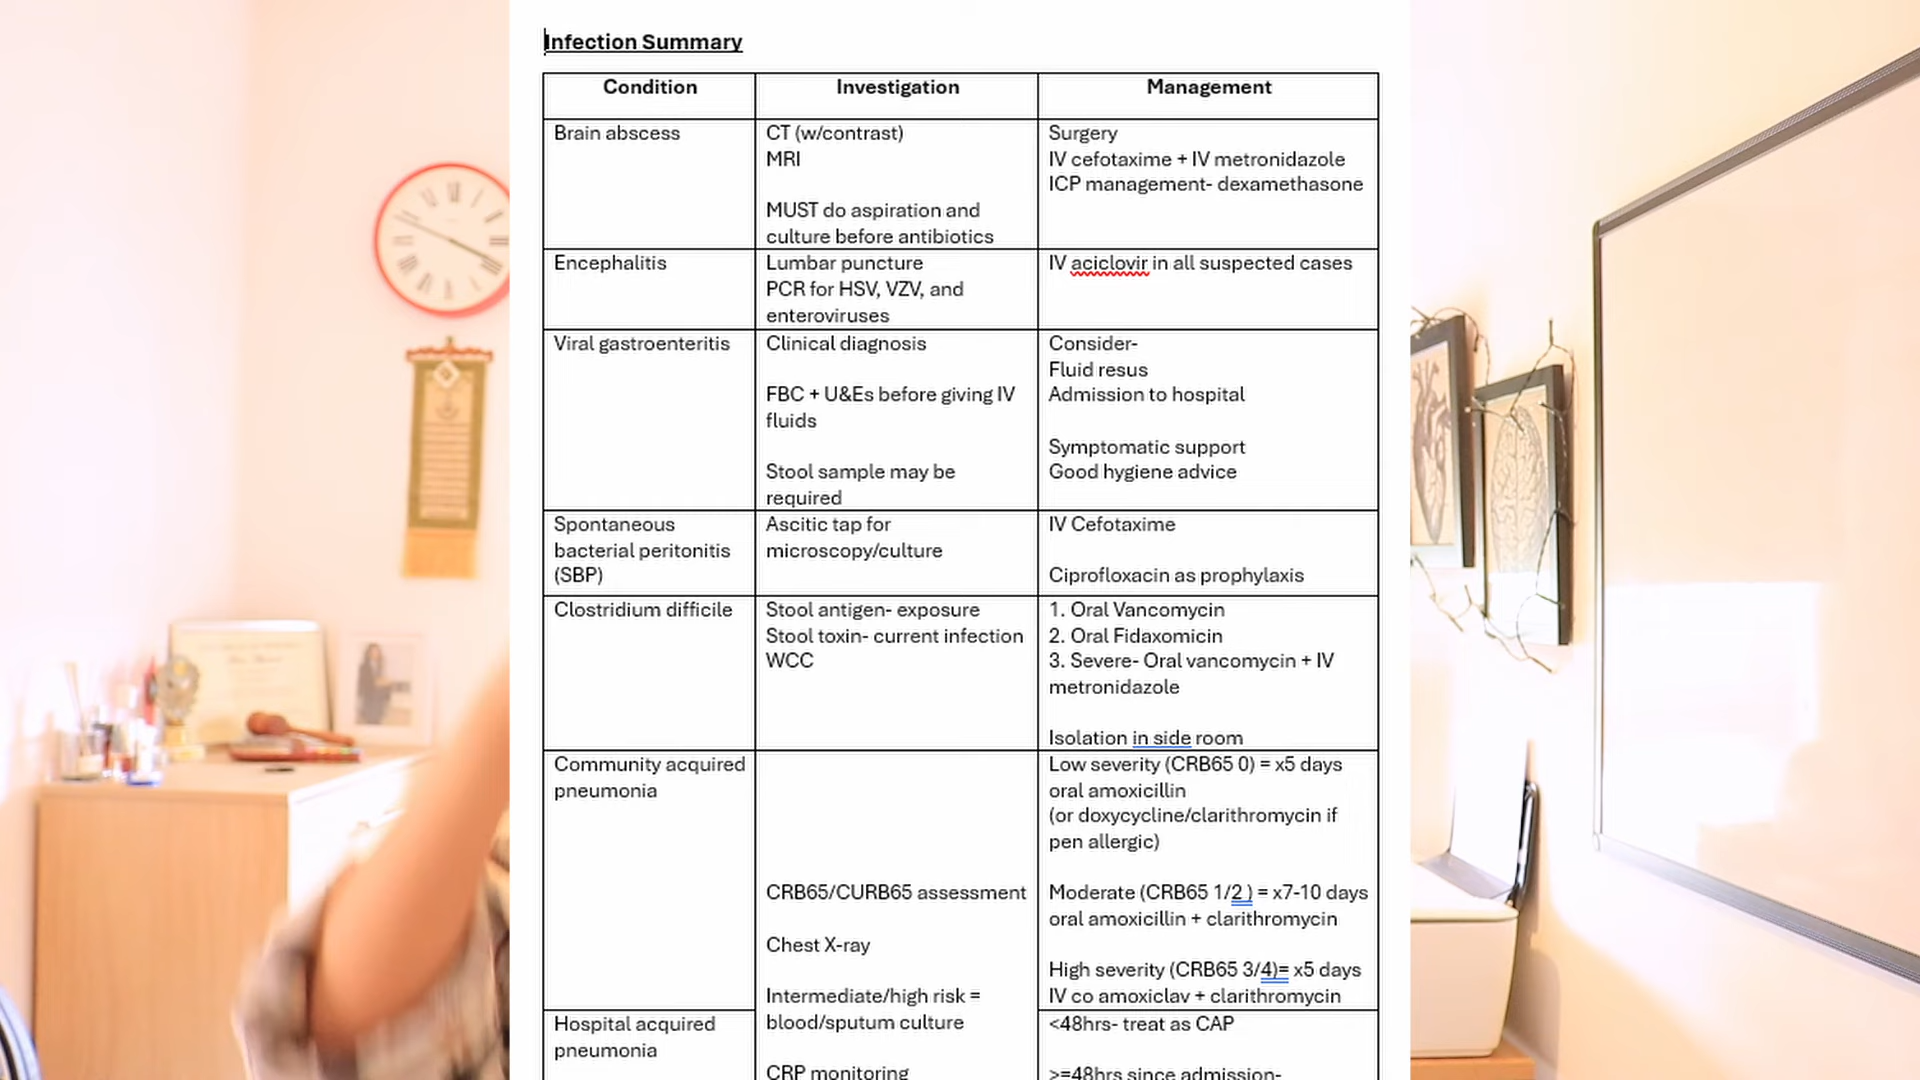 Infection Summary
Condition
Investigation
Management
Brain abscess
CT (w/contrast)
MRI
MUST do aspiration and
culture before antibiotics
Surgery
IV cefotaxime + IV metronidazole
ICP management- dexamethasone
Encephalitis
Lumbar puncture
PCR for HSV, VZV, and
enteroviruses
IV aciclovir in all suspected cases
Viral gastroenteritis
Clinical diagnosis
FBC + U&Es before giving IV
fluids
Stool sample may be
required
Consider-
Fluid resus
Admission to hospital
Symptomatic support
Good hygiene advice
Spontaneous
bacterial peritonitis
(SBP)
Ascitic tap for
microscopy/culture
IV Cefotaxime
Ciprofloxacin as prophylaxis
Clostridium difficile
Stool antigen- exposure
Stool toxin- current infection
WCC
1. Oral Vancomycin
2. Oral Fidaxomicin
3. Severe- Oral vancomycin + IV
metronidazole
Isolation in side room
Community acquired
pneumonia
CRB65/CURB65 assessment
Chest X-ray
Intermediate/high risk =
blood/sputum culture
CRP monitoring
Low severity (CRB65 0) = x5 days
oral amoxicillin
(or doxycycline/clarithromycin if
pen allergic)
Moderate (CRB65 1/2 ) = x7-10 days
oral amoxicillin + clarithromycin
High severity (CRB65 3/4)= x5 days
IV co amoxiclav + clarithromycin
Hospital acquired
pneumonia
<48hrs- treat as CAP
>=48hrs since admission-